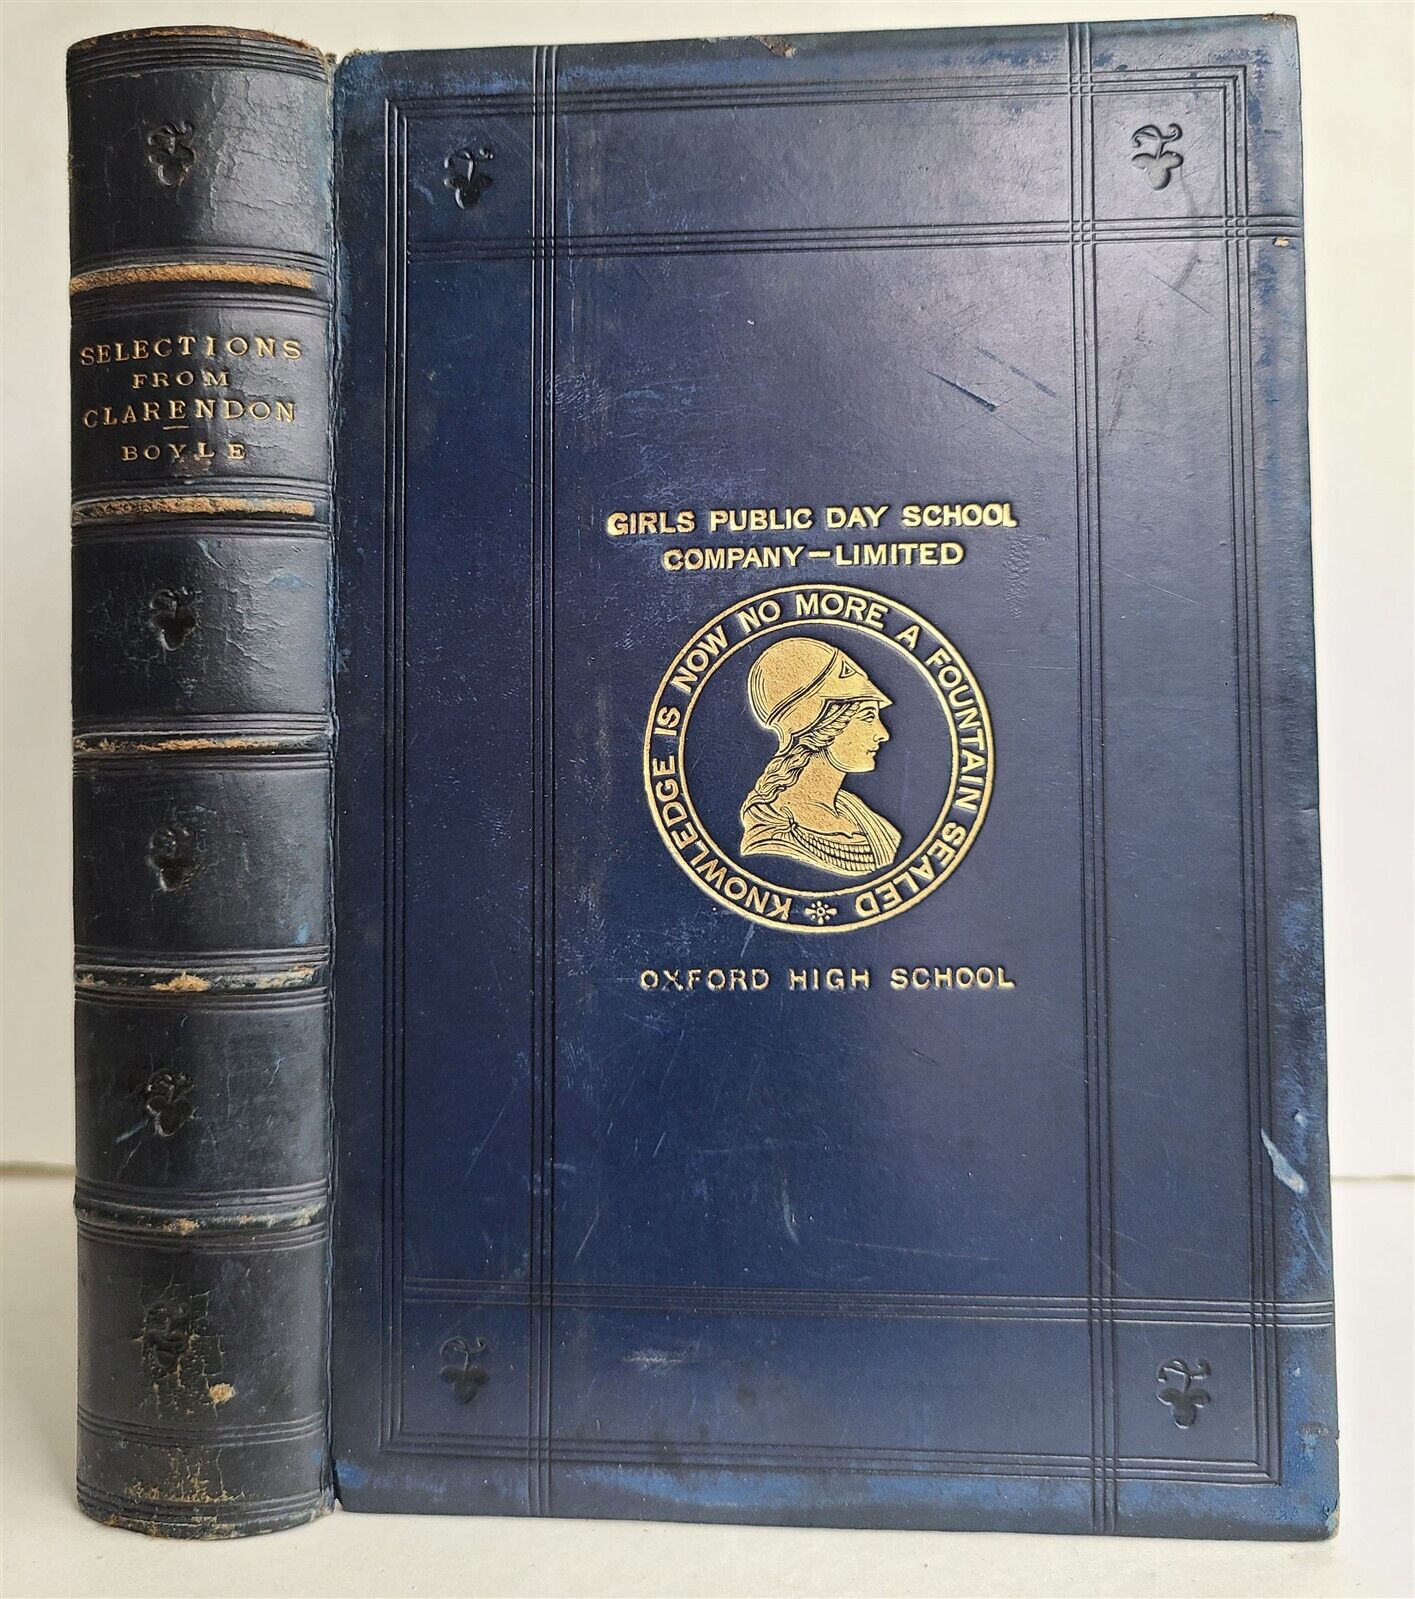 SELECTIONS
FROM
CLARENDON
BOYLE
GIRLS PUBLIC DAY SCHOOL
COMPANY—LIMITED
KNOWLEDGE IS NOW NO MORE A FOUNTAIN SEALED
OXFORD HIGH SCHOOL